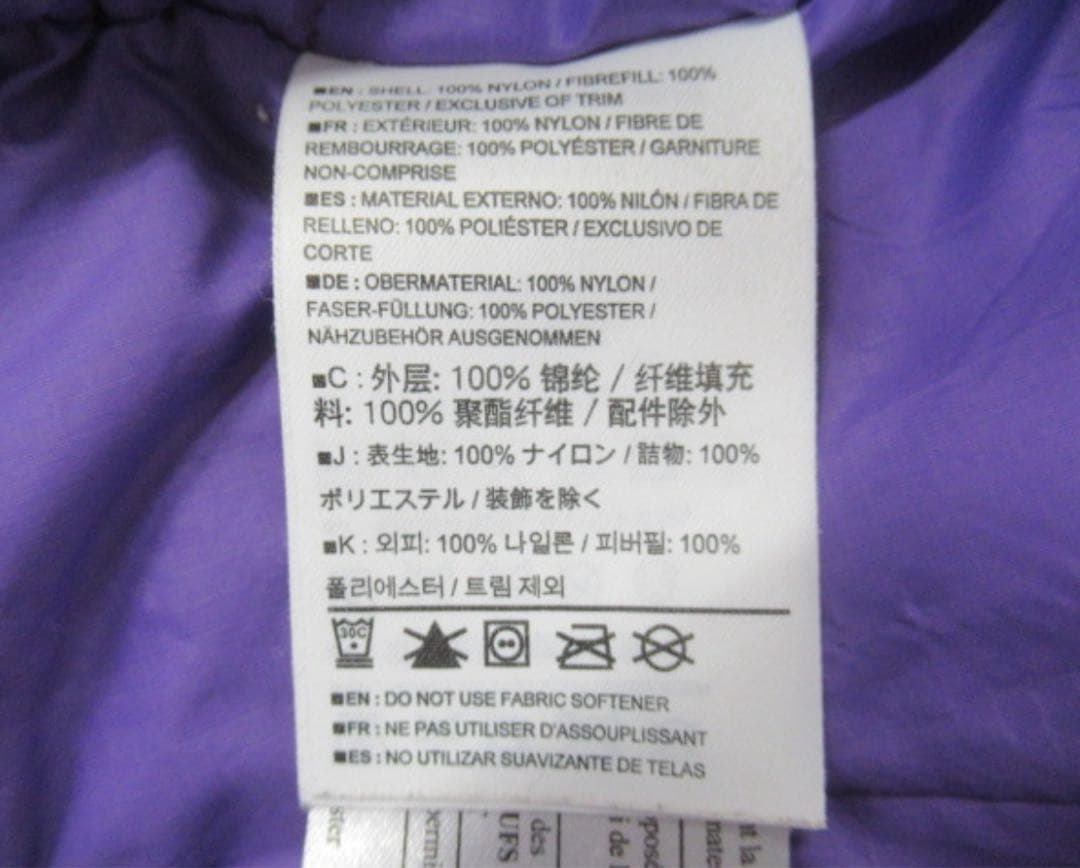 ■EN : SHELL: 100% NYLON / FIBREFILL: 100%
POLYESTER / EXCLUSIVE OF TRIM
■FR : EXTÉRIEUR: 100% NYLON / FIBRE DE
REMBOURRAGE: 100% POLYÉSTER / GARNITURE
NON-COMPRISE
■ES : MATERIAL EXTERNO: 100% NILÓN / FIBRA DE
RELLENO: 100% POLIÉSTER / EXCLUSIVO DE
CORTE
■DE : OBERMATERIAL: 100% NYLON /
FASER-FÜLLUNG: 100% POLYESTER /
NÄHZUBEHÖR AUSGENOMMEN
■C : 外层: 100% 锦纶 / 纤维填充
料: 100% 聚酯纤维 / 配件除外
■J : 表生地: 100% ナイロン / 詰物: 100%
ポリエステル / 装飾を除く
■K : 외피: 100% 나일론 / 피버필: 100%
폴리에스터 / 트림 제외
30C
■EN : DO NOT USE FABRIC SOFTENER
■FR : NE PAS UTILISER D'ASSOUPLISSANT
■ES : NO UTILIZAR SUAVIZANTE DE TELAS
des
UFS
i de